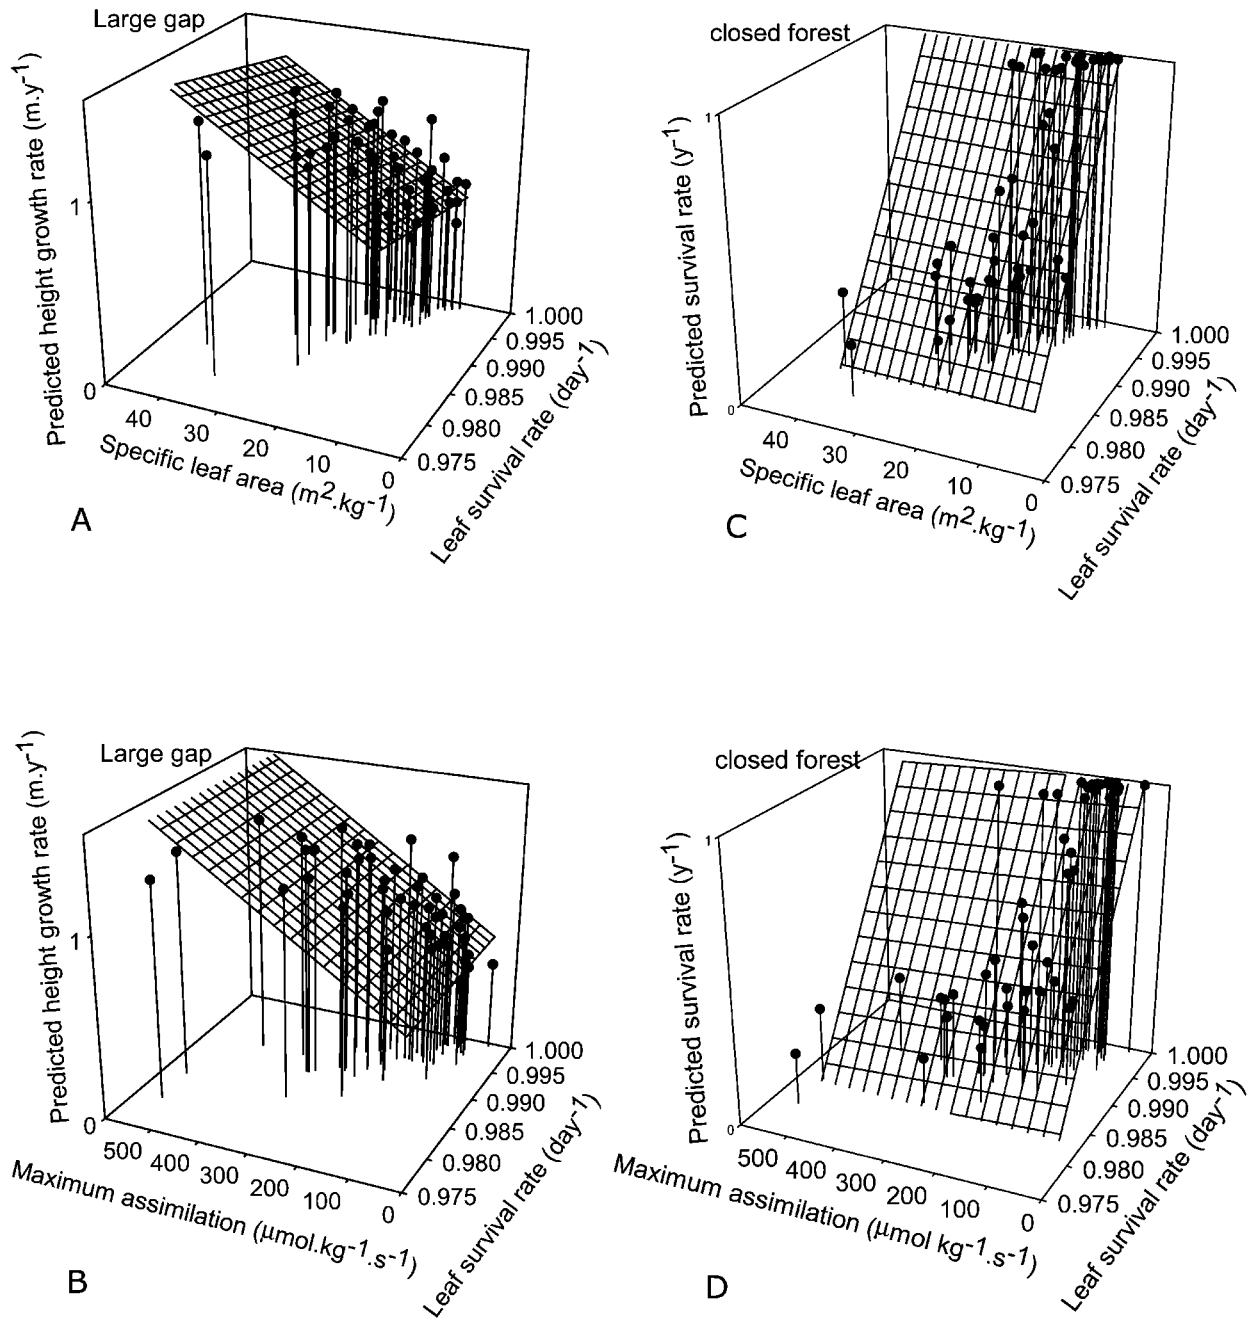 Large gap
Predicted height growth rate (m.y-1)
1
0
40
30
20
10
0
Specific leaf area (m2.kg-1)
1.000
0.995
0.990
0.985
0.980
0.975
Leaf survival rate (day-1)
A
closed forest
Predicted survival rate (y-1)
1
0
40
30
20
10
0
Specific leaf area (m2.kg-1)
1.000
0.995
0.990
0.985
0.980
0.975
Leaf survival rate (day-1)
C
Large gap
Predicted height growth rate (m.y-1)
1
0
500
400
300
200
100
0
Maximum assimilation (μmol.kg-1.s-1)
1.000
0.995
0.990
0.985
0.980
0.975
Leaf survival rate (day-1)
B
closed forest
Predicted survival rate (y-1)
1
0
500
400
300
200
100
0
Maximum assimilation (μmol kg-1.s-1)
1.000
0.995
0.990
0.985
0.980
0.975
Leaf survival rate (day-1)
D